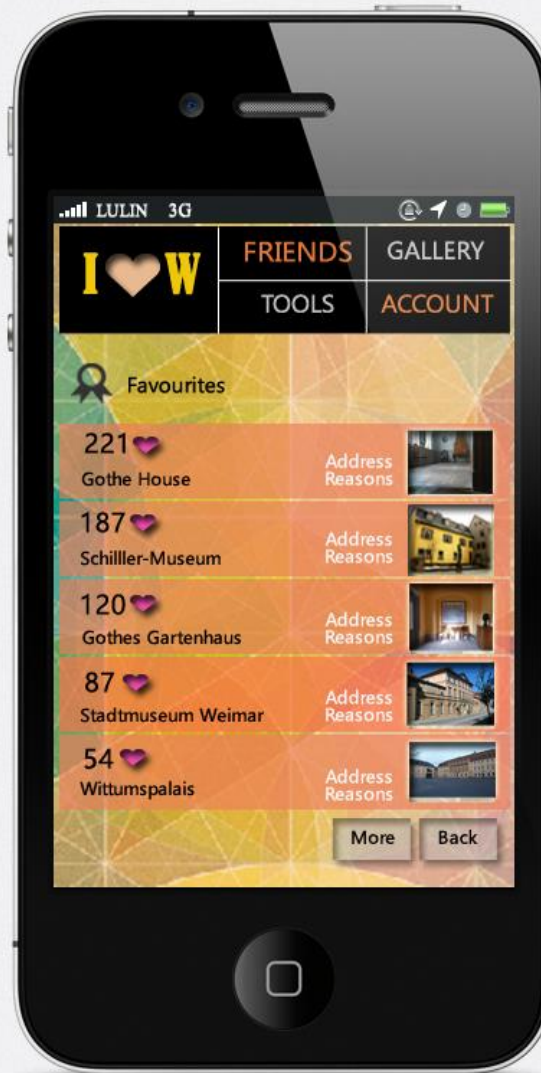 LULIN 3G
I W
FRIENDS
GALLERY
TOOLS
ACCOUNT
Favourites
221
Gothe House
Address
Reasons
187
Schilller-Museum
Address
Reasons
120
Gothes Gartenhaus
Address
Reasons
87
Stadtmuseum Weimar
Address
Reasons
54
Wittumspalais
Address
Reasons
More
Back